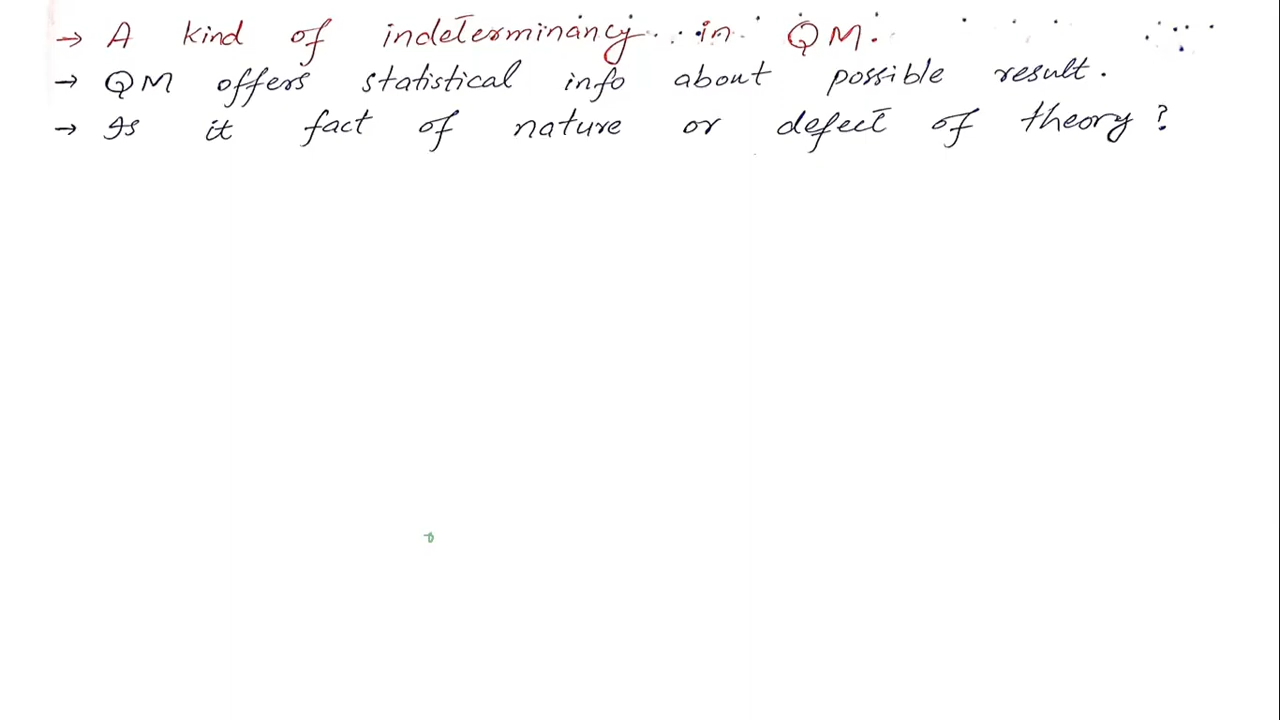 → A kind of indeterminancy in QM.
→ QM offers statistical info about possible result.
→ Is it fact of nature or defect of theory?